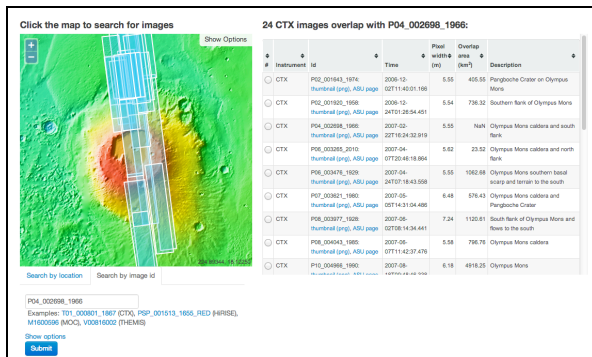 Click the map to search for images
Show Options
+
−
Search by location
Search by image id
P04_002698_1966
Examples: T01_000801_1867 (CTX), PSP_001513_1655_RED (HiRISE),
M1600596 (MOC), V00816002 (THEMIS)
Show options
Submit
24 CTX images overlap with P04_002698_1966:
# Instrument Id Time Pixel width (m) Overlap area (km²) Description
CTX P02_001643_1974: 2006-12- 5.55 405.55 Pangboche Crater on Olympus
thumbnail (png), ASU page 02T11:40:01.166 Mons
CTX P02_001920_1958: 2006-12- 5.54 736.32 Southern flank of Olympus Mons
thumbnail (png), ASU page 24T01:26:54.451
CTX P04_002698_1966: 2007-02- 5.55 NaN Olympus Mons caldera and south
thumbnail (png), ASU page 22T16:24:32.919 flank
CTX P06_003265_2010: 2007-04- 5.62 23.52 Olympus Mons caldera and north
thumbnail (png), ASU page 07T20:46:18.864 flank
CTX P06_003476_1829: 2007-04- 5.55 1062.68 Olympus Mons southern basal
thumbnail (png), ASU page 24T07:18:43.558 scarp and terrain to the south
CTX P07_003621_1980: 2007-05- 6.48 576.43 Olympus Mons caldera and
thumbnail (png), ASU page 05T14:31:04.486 Pangboche Crater
CTX P08_003977_1928: 2007-06- 7.24 1120.61 South flank of Olympus Mons and
thumbnail (png), ASU page 02T08:14:34.441 flows to the south
CTX P08_004043_1985: 2007-06- 5.58 798.76 Olympus Mons caldera
thumbnail (png), ASU page 07T11:42:37.476
CTX P10_004966_1990: 2007-08- 6.18 4918.25 Olympus Mons
thumbnail (png), ASU page